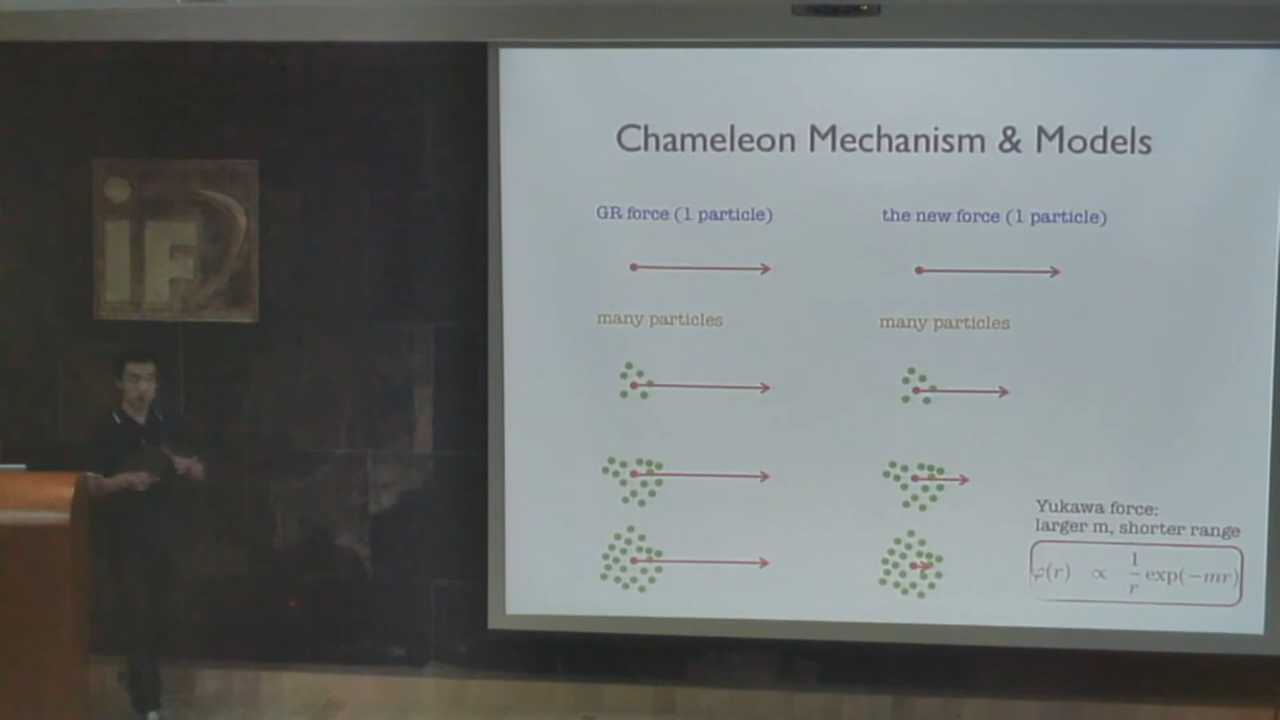 iF
Chameleon Mechanism & Models
GR force (1 particle)
the new force (1 particle)
many particles
many particles
Yukawa force:
larger m, shorter range
φ(r) ∝ 1/r exp(−mr)